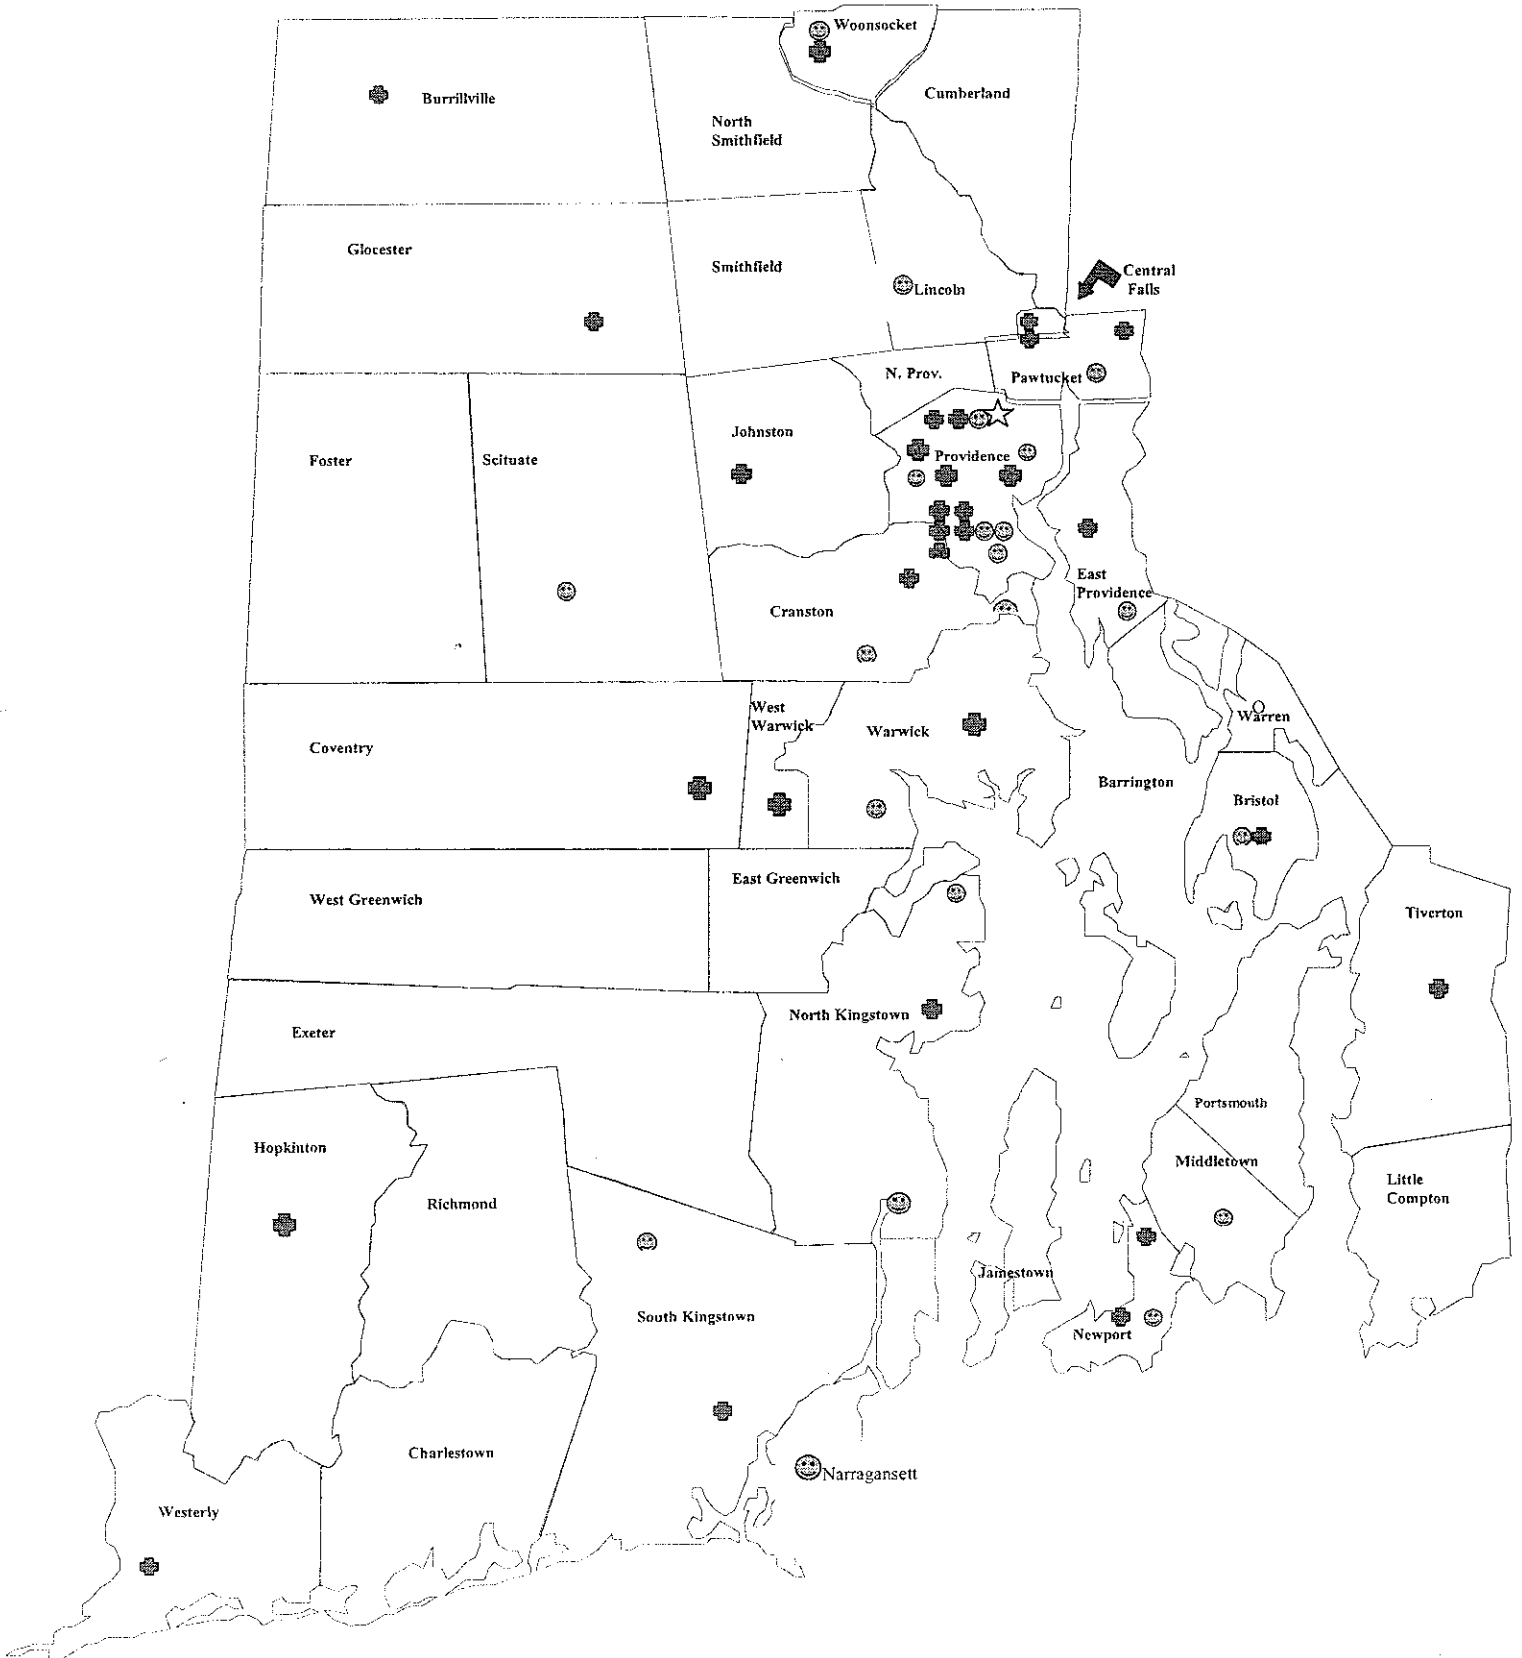 Woonsocket
Burrillville
Cumberland
North
Smithfield
Glocester
Smithfield
Lincoln
Central
Falls
N. Prov.
Pawtucket
Johnston
Foster
Scituate
Providence
East
Providence
Cranston
West
Warwick
Warwick
Warren
Coventry
Barrington
Bristol
East Greenwich
West Greenwich
Tiverton
North Kingstown
Exeter
Portsmouth
Hopkinton
Middletown
Richmond
Little
Compton
Jamestown
South Kingstown
Newport
Charlestown
Narragansett
Westerly